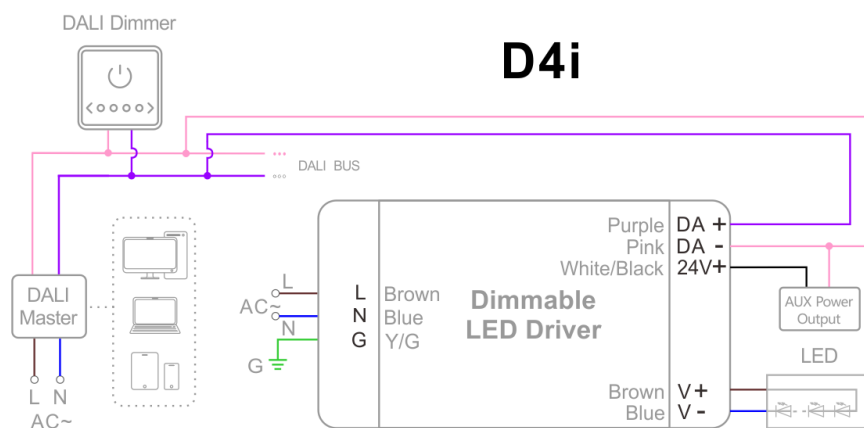 DALI Dimmer
D4i
DALI BUS
Purple DA +
Pink DA -
White/Black 24V+
AUX Power
Output
DALI
Master
L N
AC~
L
AC~
N
G
L Brown
N Blue
G Y/G
Dimmable
LED Driver
LED
Brown V+
Blue V-